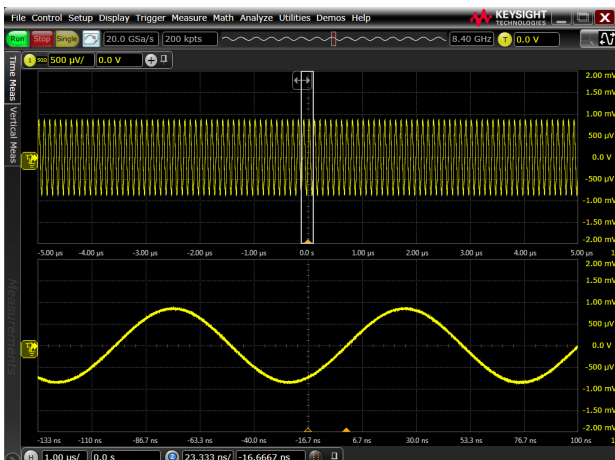 File Control Setup Display Trigger Measure Math Analyze Utilities Demos Help
KEYSIGHT
TECHNOLOGIES
Run Stop Single 20.0 GSa/s 200 kpts 8.40 GHz T 0.0 V
1 50Ω 500 µV/ 0.0 V
Time Meas
Vertical Meas
Measurements
2.00 mV
1.50 mV
1.00 mV
500 µV
0.0 V
-500 µV
-1.00 mV
-1.50 mV
-2.00 mV
-5.00 µs -4.00 µs -3.00 µs -2.00 µs -1.00 µs 0.0 s 1.00 µs 2.00 µs 3.00 µs 4.00 µs 5.00 µs
2.00 mV
1.50 mV
1.00 mV
500 µV
0.0 V
-500 µV
-1.00 mV
-1.50 mV
-2.00 mV
-133 ns -110 ns -86.7 ns -63.3 ns -40.0 ns -16.7 ns 6.7 ns 30.0 ns 53.3 ns 76.7 ns 100 ns
H 1.00 µs/ 0.0 s 23.333 ns/ -16.6667 ns